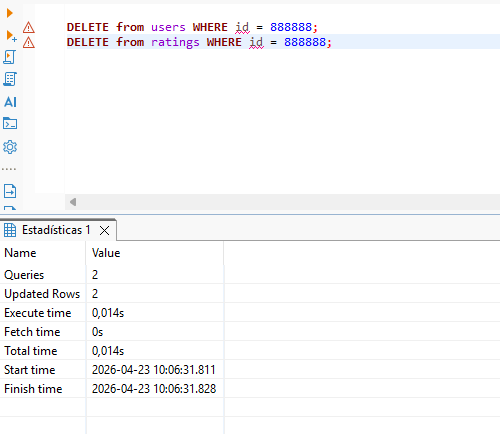 DELETE from users WHERE id = 888888;
DELETE from ratings WHERE id = 888888;
AI
Estadísticas 1
Name Value
Queries 2
Updated Rows 2
Execute time 0,014s
Fetch time 0s
Total time 0,014s
Start time 2026-04-23 10:06:31.811
Finish time 2026-04-23 10:06:31.828